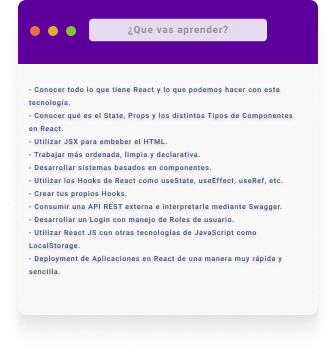 ¿Que vas aprender?
- Conocer todo lo que tiene React y lo que podemos hacer con esta
tecnología.
- Conocer qué es el State, Props y los distintos Tipos de Componentes
en React.
- Utilizar JSX para embeber el HTML.
- Trabajar más ordenada, limpia y declarativa.
- Desarrollar sistemas basados en componentes.
- Utilizar los Hooks de React como useState, useEffect, useRef, etc.
- Crear tus propios Hooks.
- Consumir una API REST externa e interpretarla mediante Swagger.
- Desarrollar un Login con manejo de Roles de usuario.
- Utilizar React JS con otras tecnologías de JavaScript como
LocalStorage.
- Deployment de Aplicaciones en React de una manera muy rápida y
sencilla.